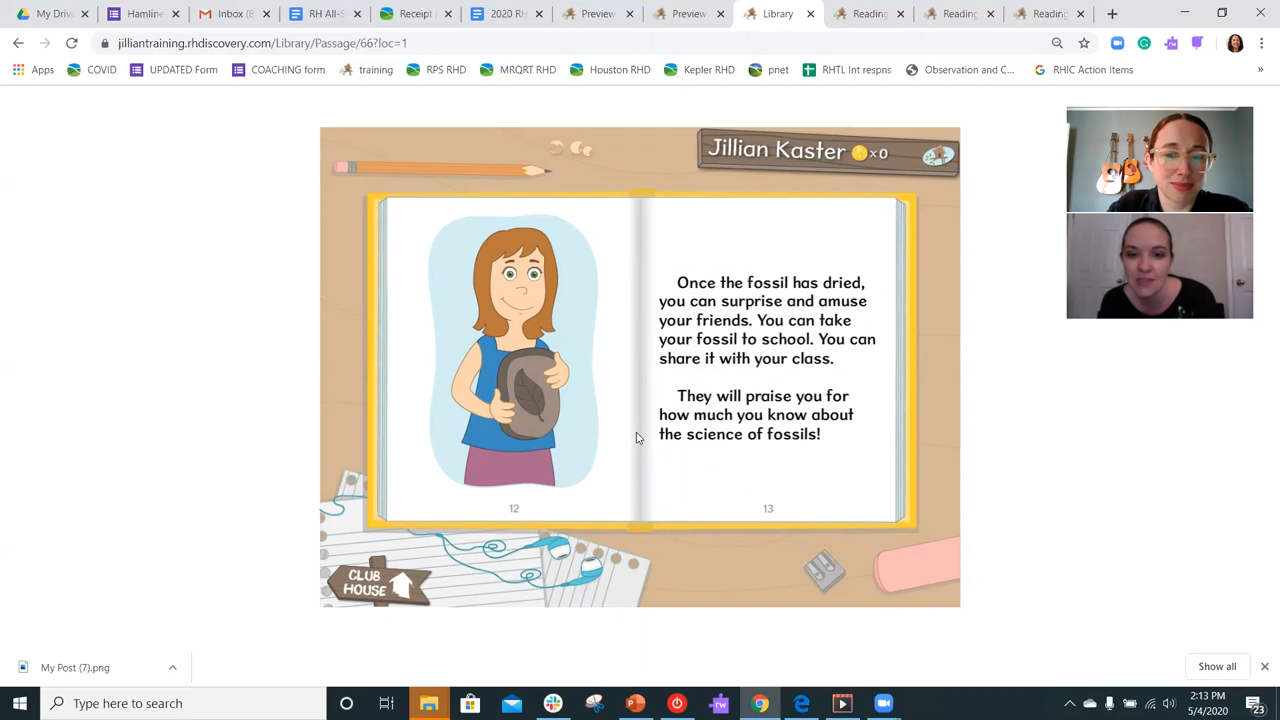 My Drive
Hamline
Inbox (8
RH All-S
Receipt
2020 RH
Preview
Preview
Library
Reading
Reading
Reading
jilliantraining.rhdiscovery.com/Library/Passage/66?loc=1
Apps
COVID
UPDATED Form
COACHING form
training
RPS RHD
MRQRT RHD
Houston RHD
Kepler RHD
pnet
RHTL Int respns
Observation and C...
RHIC Action Items
»
Jillian Kaster ×0
Once the fossil has dried,
you can surprise and amuse
your friends. You can take
your fossil to school. You can
share it with your class.
They will praise you for
how much you know about
the science of fossils!
12
13
CLUB
HOUSE
My Post (7).png
Show all
Type here to search
2:13 PM
5/4/2020
23